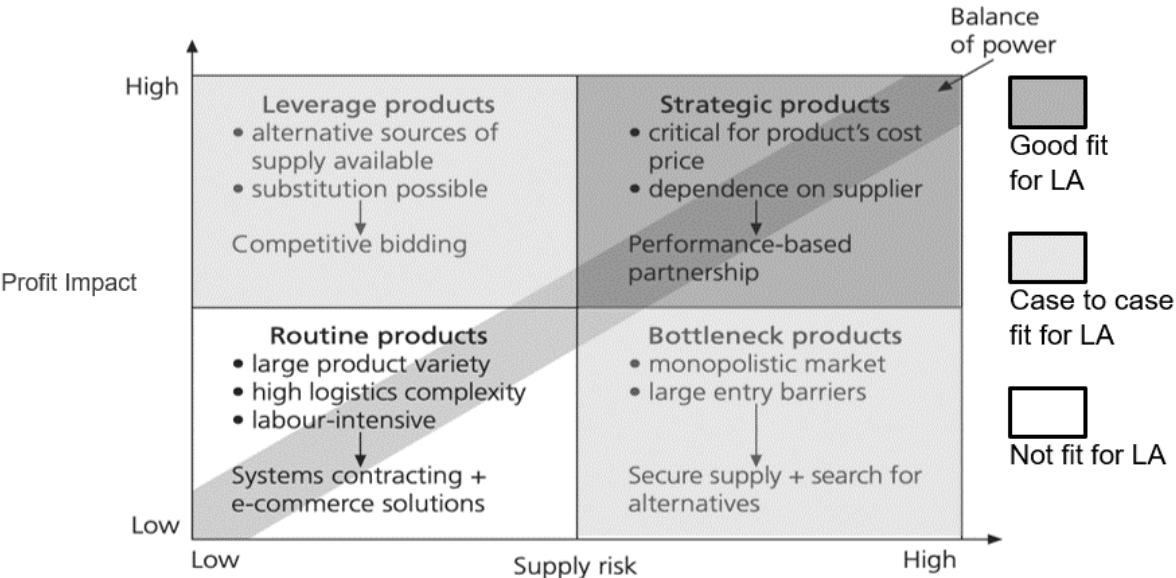 Balance
of power
High
Leverage products
• alternative sources of
supply available
• substitution possible
Competitive bidding
Strategic products
• critical for product's cost
price
• dependence on supplier
Performance-based
partnership
Good fit
for LA
Profit Impact
Case to case
fit for LA
Routine products
• large product variety
• high logistics complexity
• labour-intensive
Systems contracting +
e-commerce solutions
Bottleneck products
• monopolistic market
• large entry barriers
Secure supply + search for
alternatives
Not fit for LA
Low
Low
Supply risk
High